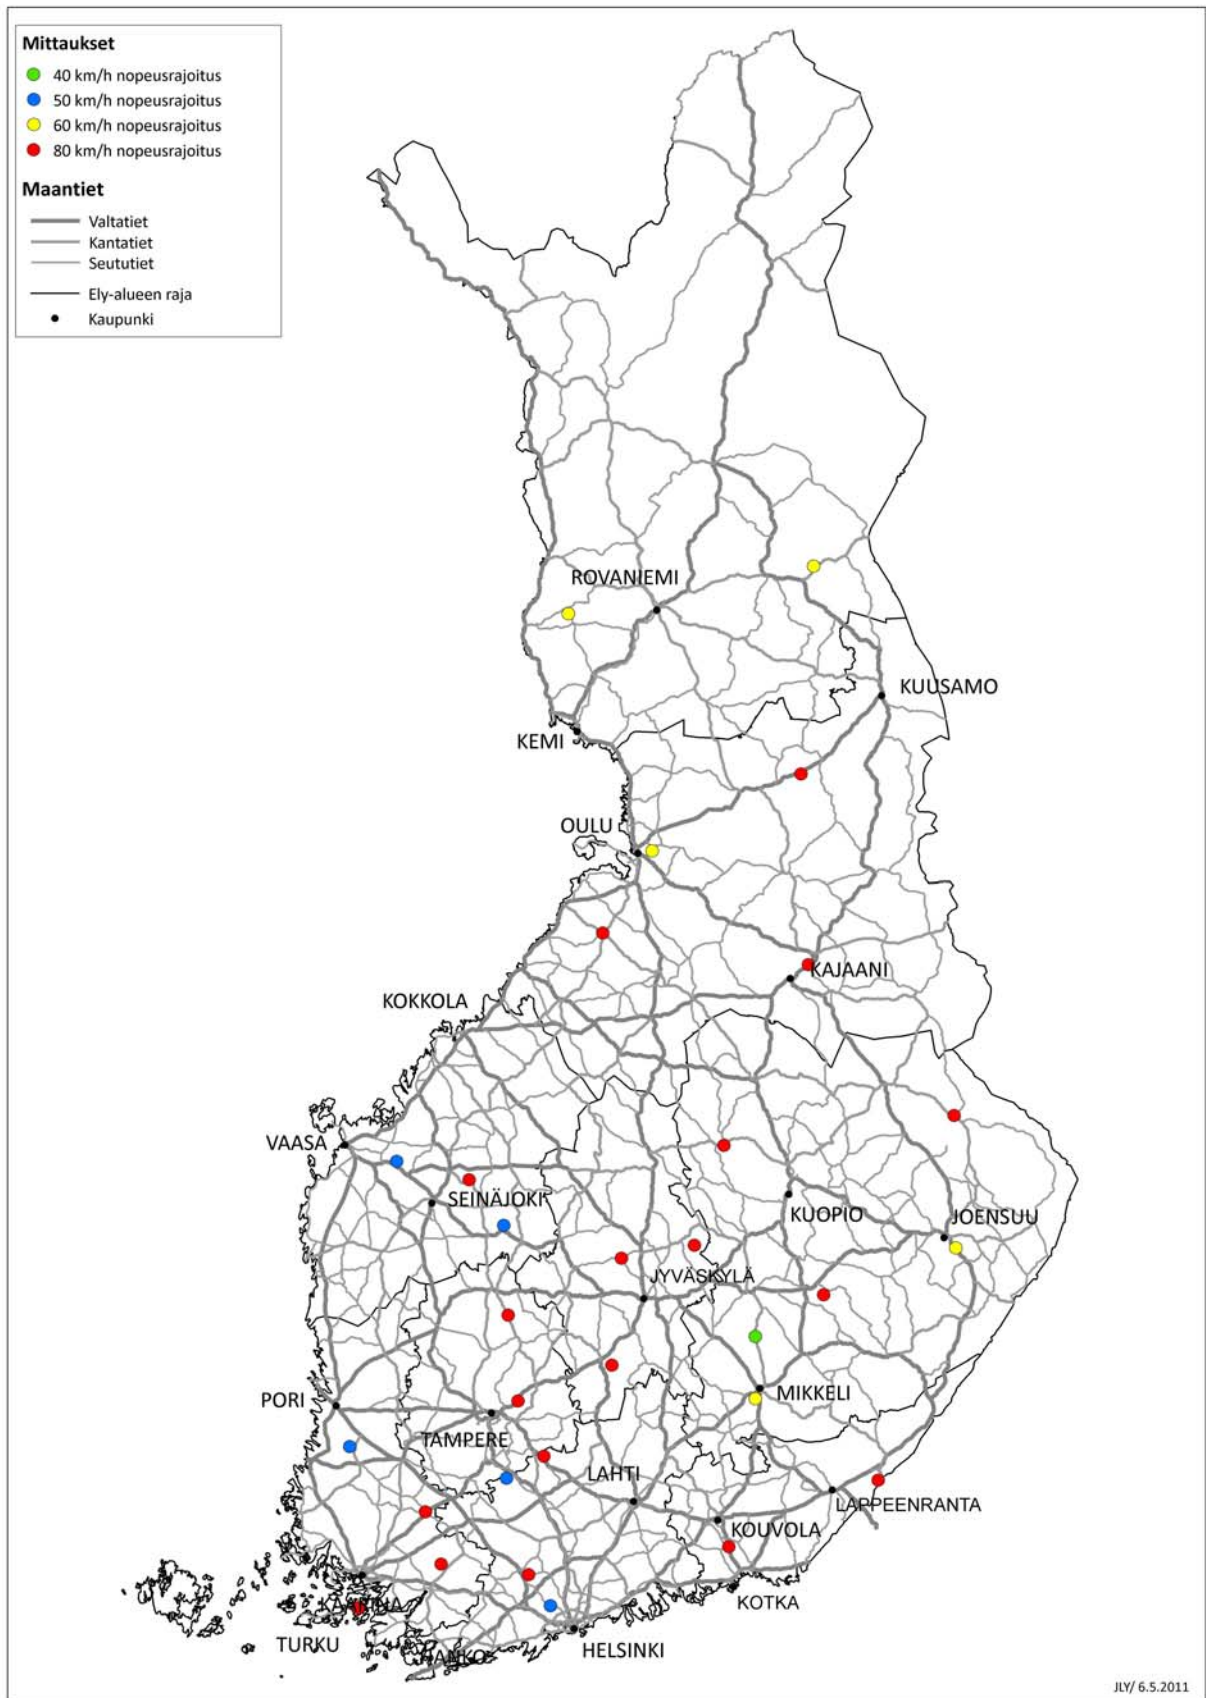 Mittaukset
40 km/h nopeusrajoitus
50 km/h nopeusrajoitus
60 km/h nopeusrajoitus
80 km/h nopeusrajoitus
Maantiet
Valtatiet
Kantatiet
Seututiet
Ely-alueen raja
Kaupunki
ROVANIEMI
KUUSAMO
KEMI
OULU
KAJAANI
KOKKOLA
VAASA
SEINÄJOKI
KUOPIO
JOENSUU
JYVÄSKYLÄ
MIKKELI
PORI
TAMPERE
LAHTI
LAPPEENRANTA
KOUVOLA
KOTKA
KAARINA
TURKU
HANKO
HELSINKI
JLY/ 6.5.2011